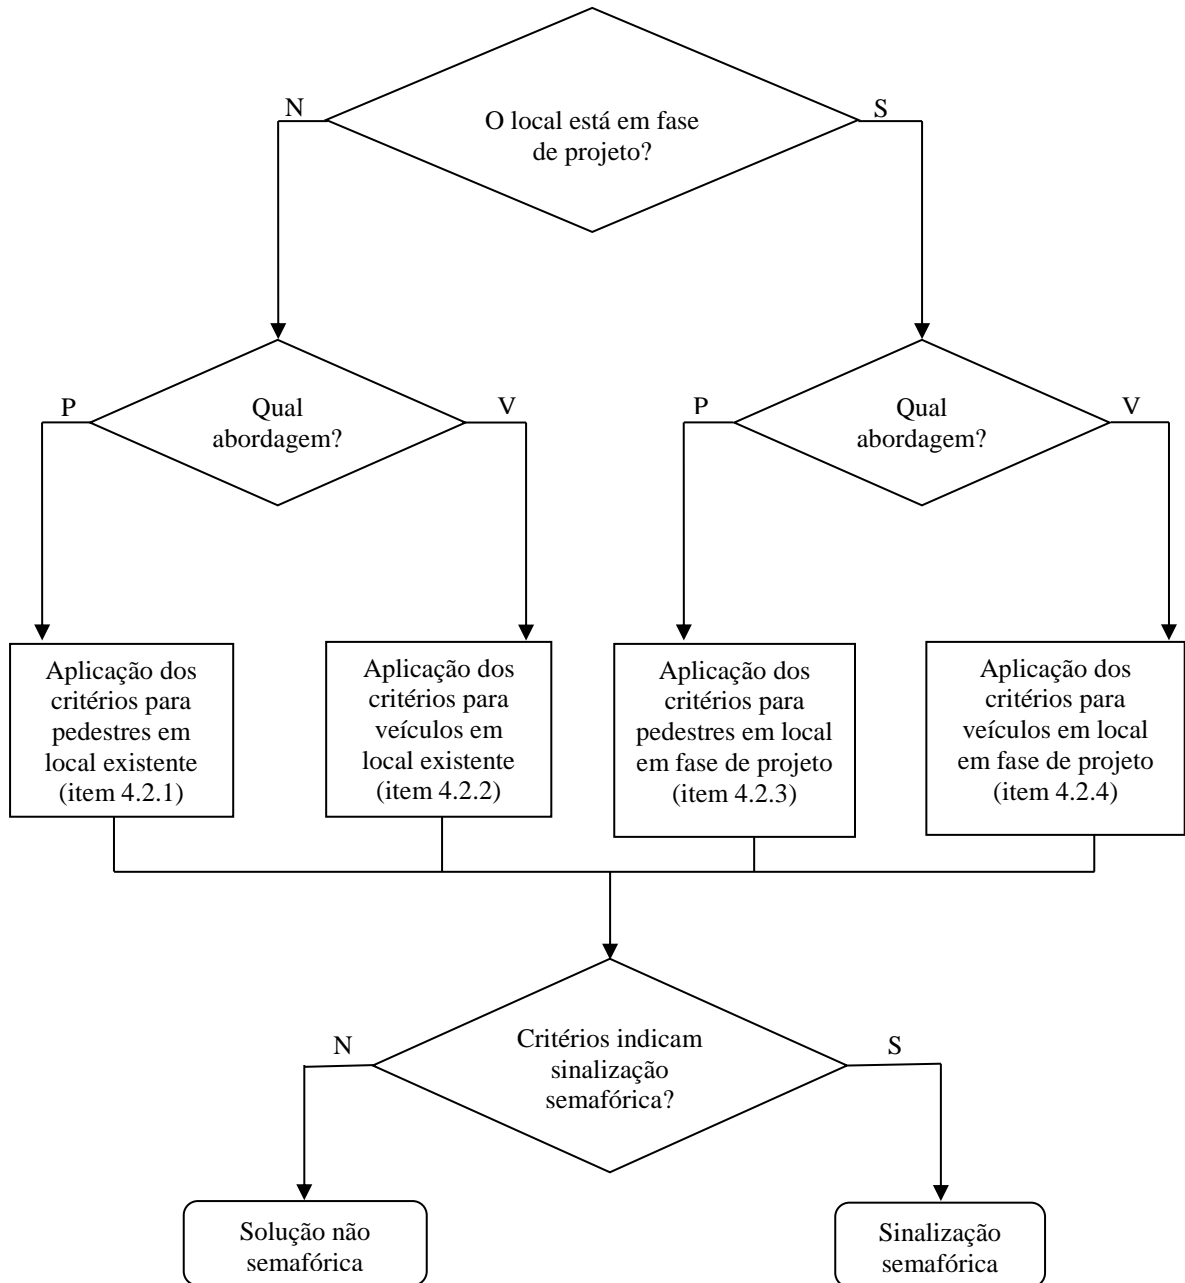 N
S
O local está em fase
de projeto?
P
Qual
abordagem?
V
P
Qual
abordagem?
V
Aplicação dos
critérios para
pedestres em
local existente
(item 4.2.1)
Aplicação dos
critérios para
veículos em
local existente
(item 4.2.2)
Aplicação dos
critérios para
pedestres em local
em fase de projeto
(item 4.2.3)
Aplicação dos
critérios para
veículos em local
em fase de projeto
(item 4.2.4)
N
Critérios indicam
sinalização
semafórica?
S
Solução não
semafórica
Sinalização
semafórica